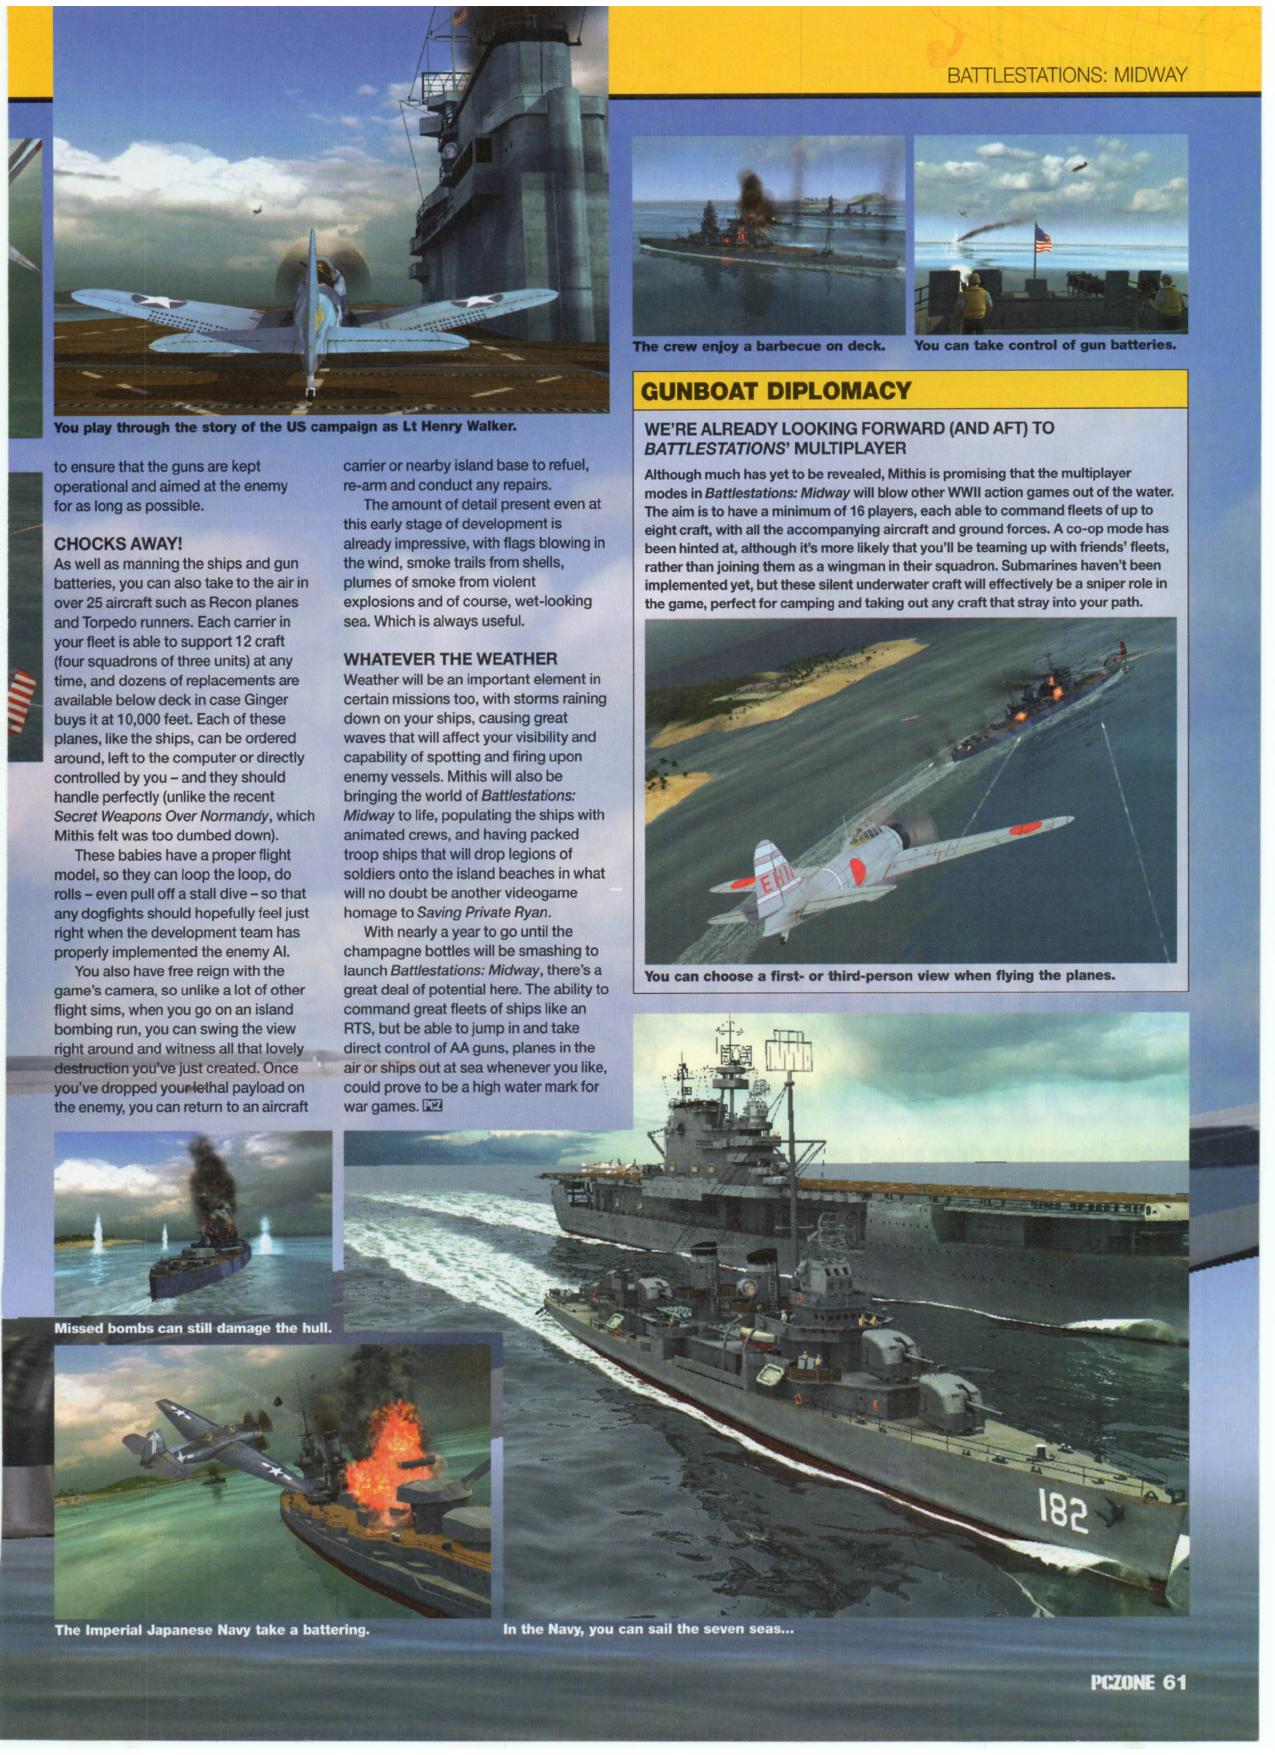 BATTLESTATIONS: MIDWAY
You play through the story of the US campaign as Lt Henry Walker.
to ensure that the guns are kept
operational and aimed at the enemy
for as long as possible.
CHOCKS AWAY!
As well as manning the ships and gun
batteries, you can also take to the air in
over 25 aircraft such as Recon planes
and Torpedo runners. Each carrier in
your fleet is able to support 12 craft
(four squadrons of three units) at any
time, and dozens of replacements are
available below deck in case Ginger
buys it at 10,000 feet. Each of these
planes, like the ships, can be ordered
around, left to the computer or directly
controlled by you – and they should
handle perfectly (unlike the recent
Secret Weapons Over Normandy, which
Mithis felt was too dumbed down).
These babies have a proper flight
model, so they can loop the loop, do
rolls – even pull off a stall dive – so that
any dogfights should hopefully feel just
right when the development team has
properly implemented the enemy AI.
You also have free reign with the
game's camera, so unlike a lot of other
flight sims, when you go on an island
bombing run, you can swing the view
right around and witness all that lovely
destruction you've just created. Once
you've dropped your lethal payload on
the enemy, you can return to an aircraft
carrier or nearby island base to refuel,
re-arm and conduct any repairs.
The amount of detail present even at
this early stage of development is
already impressive, with flags blowing in
the wind, smoke trails from shells,
plumes of smoke from violent
explosions and of course, wet-looking
sea. Which is always useful.
WHATEVER THE WEATHER
Weather will be an important element in
certain missions too, with storms raining
down on your ships, causing great
waves that will affect your visibility and
capability of spotting and firing upon
enemy vessels. Mithis will also be
bringing the world of Battlestations:
Midway to life, populating the ships with
animated crews, and having packed
troop ships that will drop legions of
soldiers onto the island beaches in what
will no doubt be another videogame
homage to Saving Private Ryan.
With nearly a year to go until the
champagne bottles will be smashing to
launch Battlestations: Midway, there's a
great deal of potential here. The ability to
command great fleets of ships like an
RTS, but be able to jump in and take
direct control of AA guns, planes in the
air or ships out at sea whenever you like,
could prove to be a high water mark for
war games. PCZ
The crew enjoy a barbecue on deck.
You can take control of gun batteries.
GUNBOAT DIPLOMACY
WE'RE ALREADY LOOKING FORWARD (AND AFT) TO
BATTLESTATIONS' MULTIPLAYER
Although much has yet to be revealed, Mithis is promising that the multiplayer
modes in Battlestations: Midway will blow other WWII action games out of the water.
The aim is to have a minimum of 16 players, each able to command fleets of up to
eight craft, with all the accompanying aircraft and ground forces. A co-op mode has
been hinted at, although it's more likely that you'll be teaming up with friends' fleets,
rather than joining them as a wingman in their squadron. Submarines haven't been
implemented yet, but these silent underwater craft will effectively be a sniper role in
the game, perfect for camping and taking out any craft that stray into your path.
EH11
You can choose a first- or third-person view when flying the planes.
Missed bombs can still damage the hull.
The Imperial Japanese Navy take a battering.
182
In the Navy, you can sail the seven seas...
PCZONE 61